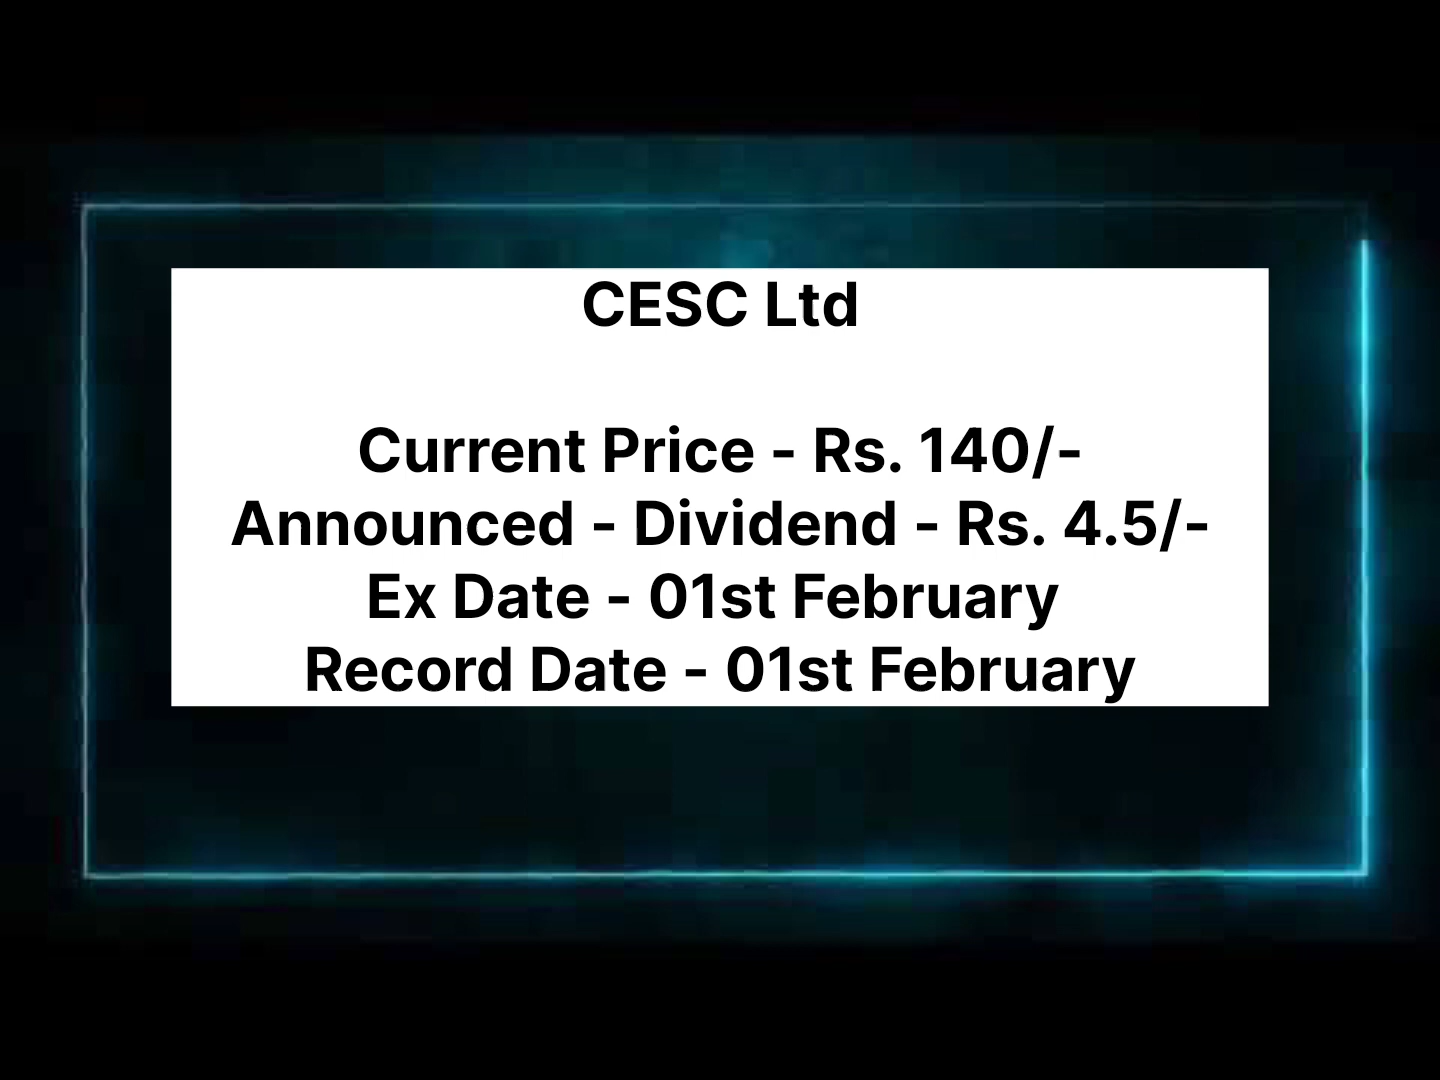 CESC Ltd
Current Price - Rs. 140/-
Announced - Dividend - Rs. 4.5/-
Ex Date - 01st February
Record Date - 01st February